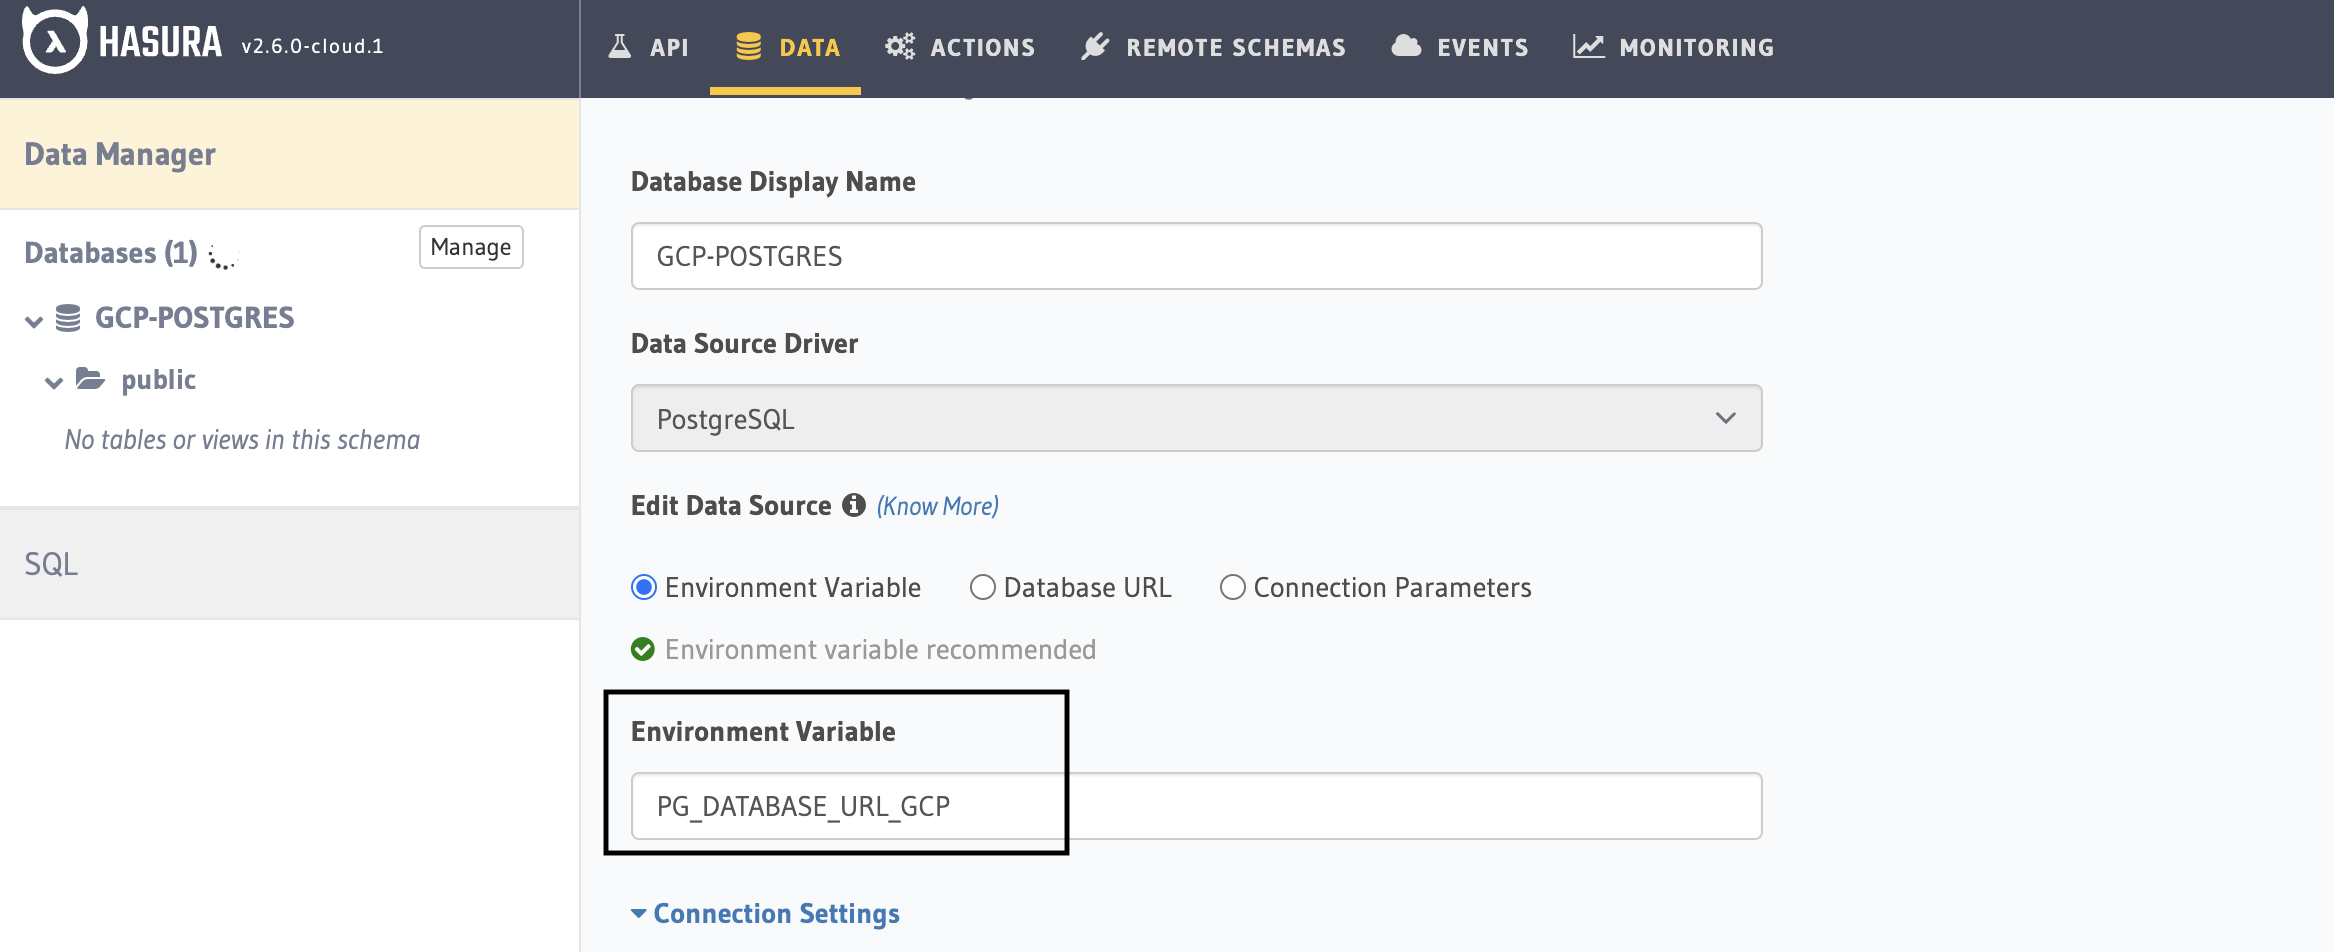 HASURA v2.6.0-cloud.1
API DATA ACTIONS REMOTE SCHEMAS EVENTS MONITORING
Data Manager
Databases (1) Manage
GCP-POSTGRES
public
No tables or views in this schema
SQL
Database Display Name
GCP-POSTGRES
Data Source Driver
PostgreSQL
Edit Data Source (Know More)
Environment Variable Database URL Connection Parameters
Environment variable recommended
Environment Variable
PG_DATABASE_URL_GCP
Connection Settings